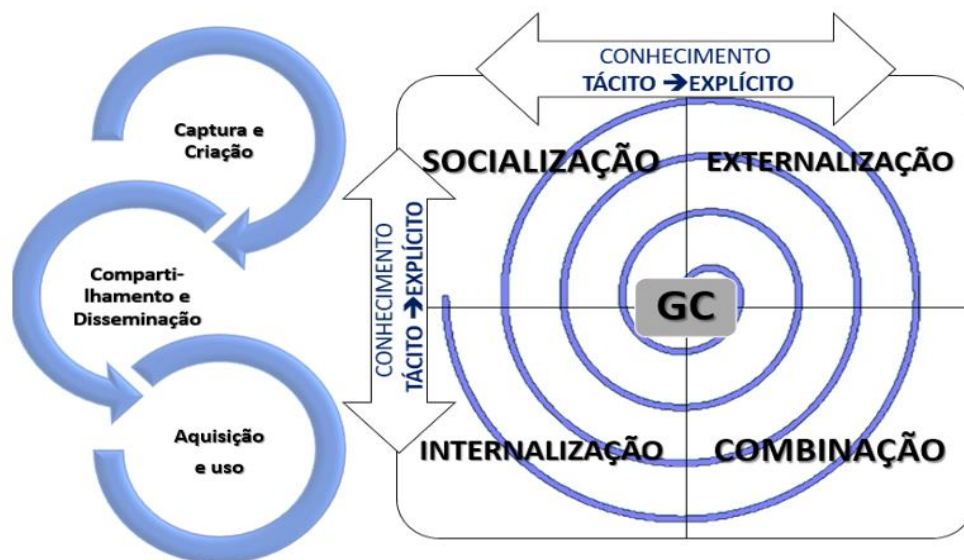 Captura e
Criação
Comparti-
lhamento e
Disseminação
Aquisição
e uso
CONHECIMENTO
TÁCITO ➔EXPLÍCITO
CONHECIMENTO
TÁCITO ➔EXPLÍCITO
SOCIALIZAÇÃO
EXTERNALIZAÇÃO
GC
INTERNALIZAÇÃO
COMBINAÇÃO